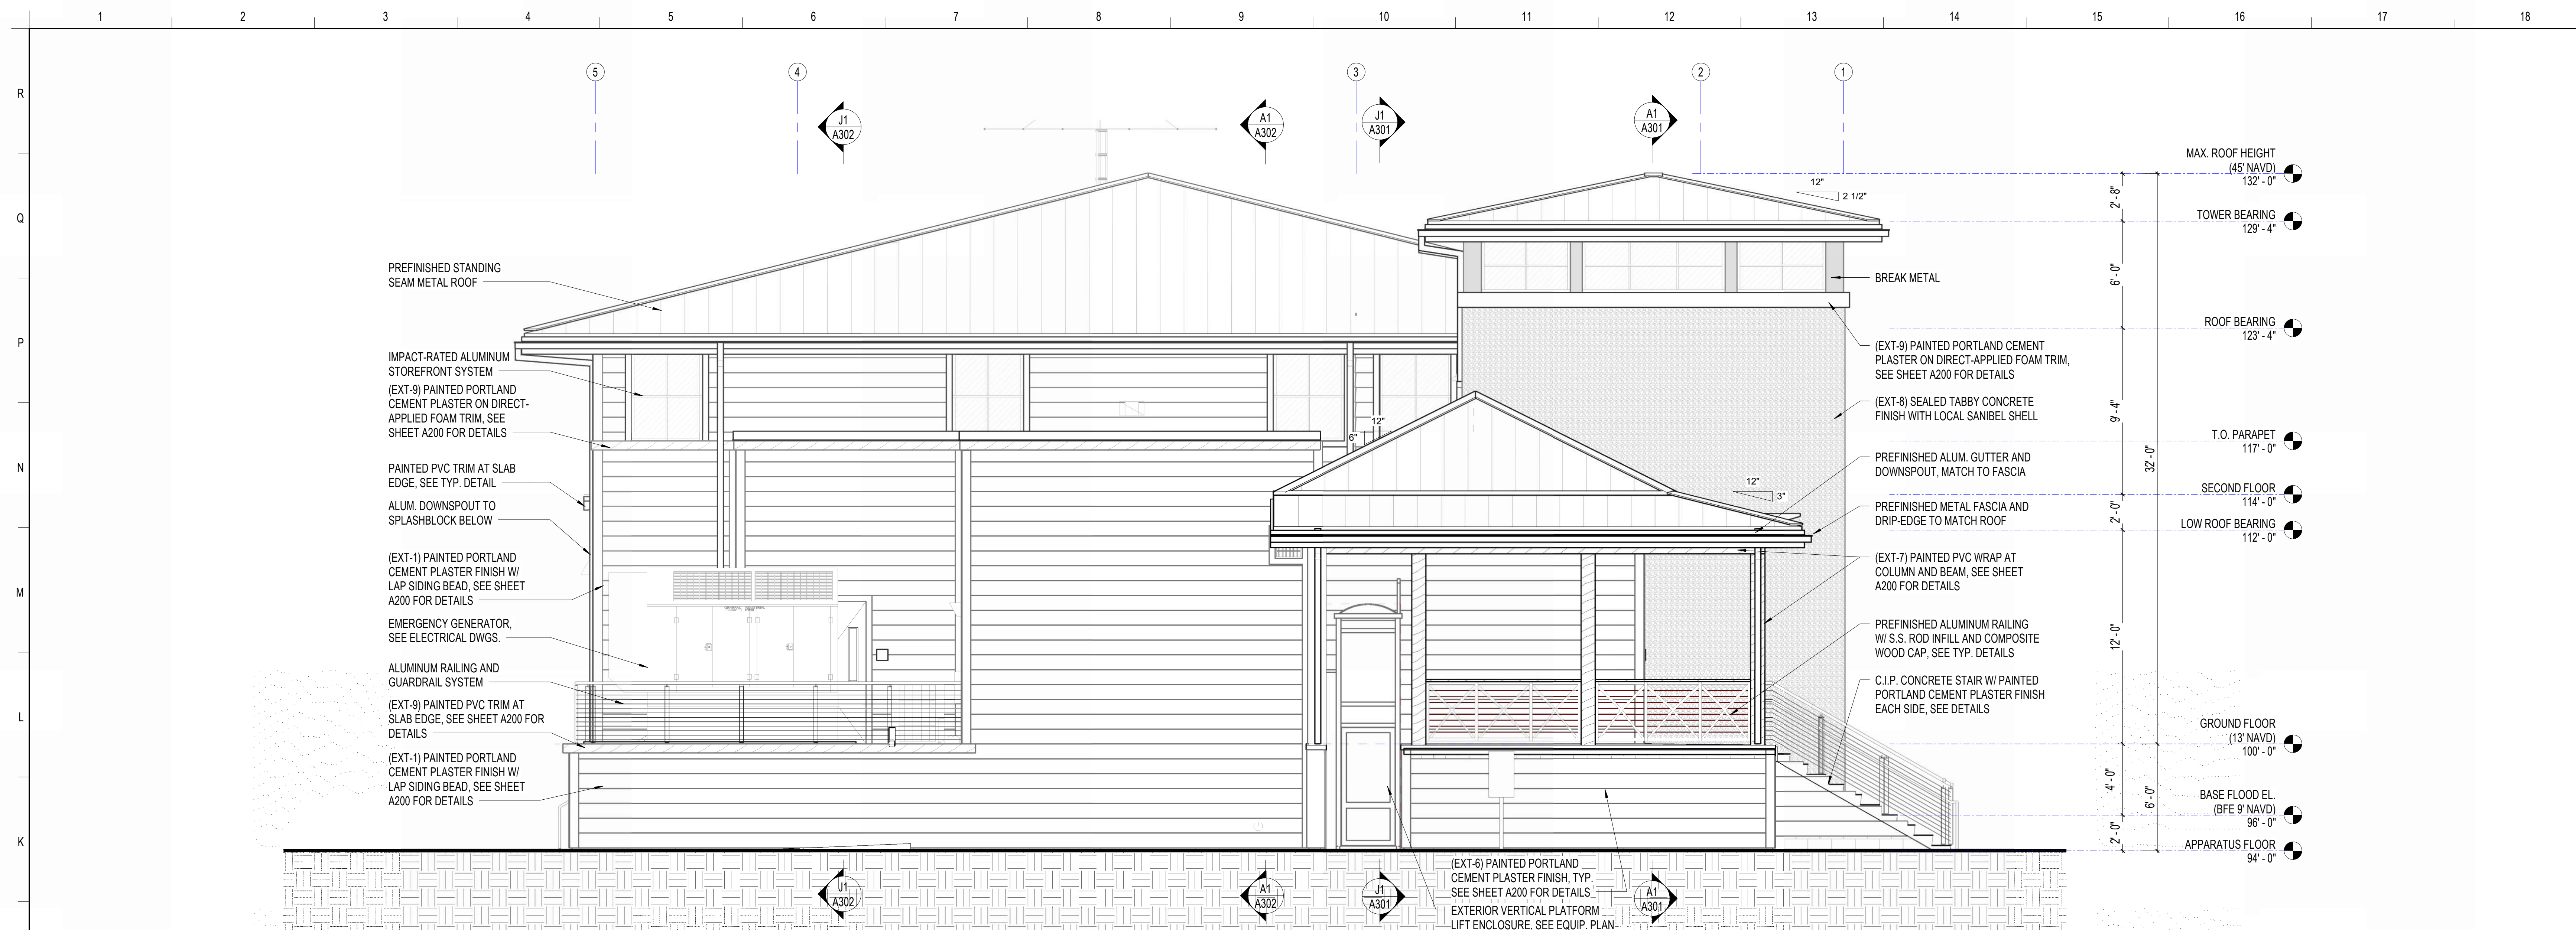 1 2 3 4 5 6 7 8 9 10 11 12 13 14 15 16 17 18
R
Q
P
N
M
L
K
5 4 3 2 1
J1
A302
A1
A302
J1
A301
A1
A301
PREFINISHED STANDING
SEAM METAL ROOF
IMPACT-RATED ALUMINUM
STOREFRONT SYSTEM
(EXT-9) PAINTED PORTLAND
CEMENT PLASTER ON DIRECT-
APPLIED FOAM TRIM, SEE
SHEET A200 FOR DETAILS
PAINTED PVC TRIM AT SLAB
EDGE, SEE TYP. DETAIL
ALUM. DOWNSPOUT TO
SPLASHBLOCK BELOW
(EXT-1) PAINTED PORTLAND
CEMENT PLASTER FINISH W/
LAP SIDING BEAD, SEE SHEET
A200 FOR DETAILS
EMERGENCY GENERATOR,
SEE ELECTRICAL DWGS.
ALUMINUM RAILING AND
GUARDRAIL SYSTEM
(EXT-9) PAINTED PVC TRIM AT
SLAB EDGE, SEE SHEET A200 FOR
DETAILS
(EXT-1) PAINTED PORTLAND
CEMENT PLASTER FINISH W/
LAP SIDING BEAD, SEE SHEET
A200 FOR DETAILS
12"
6"
12"
3"
12"
2 1/2"
BREAK METAL
(EXT-9) PAINTED PORTLAND CEMENT
PLASTER ON DIRECT-APPLIED FOAM TRIM,
SEE SHEET A200 FOR DETAILS
(EXT-8) SEALED TABBY CONCRETE
FINISH WITH LOCAL SANIBEL SHELL
PREFINISHED ALUM. GUTTER AND
DOWNSPOUT, MATCH TO FASCIA
PREFINISHED METAL FASCIA AND
DRIP-EDGE TO MATCH ROOF
(EXT-7) PAINTED PVC WRAP AT
COLUMN AND BEAM, SEE SHEET
A200 FOR DETAILS
PREFINISHED ALUMINUM RAILING
W/ S.S. ROD INFILL AND COMPOSITE
WOOD CAP, SEE TYP. DETAILS
C.I.P. CONCRETE STAIR W/ PAINTED
PORTLAND CEMENT PLASTER FINISH
EACH SIDE, SEE DETAILS
2' - 8"
6' - 0"
9' - 4"
2' - 0"
12' - 0"
4' - 0"
2' - 0"
32' - 0"
6' - 0"
MAX. ROOF HEIGHT
(45' NAVD)
132' - 0"
TOWER BEARING
129' - 4"
ROOF BEARING
123' - 4"
T.O. PARAPET
117' - 0"
SECOND FLOOR
114' - 0"
LOW ROOF BEARING
112' - 0"
GROUND FLOOR
(13' NAVD)
100' - 0"
BASE FLOOD EL.
(BFE 9' NAVD)
96' - 0"
APPARATUS FLOOR
94' - 0"
J1
A302
A1
A302
J1
A301
A1
A301
(EXT-6) PAINTED PORTLAND
CEMENT PLASTER FINISH, TYP.
SEE SHEET A200 FOR DETAILS
EXTERIOR VERTICAL PLATFORM
LIFT ENCLOSURE, SEE EQUIP. PLAN